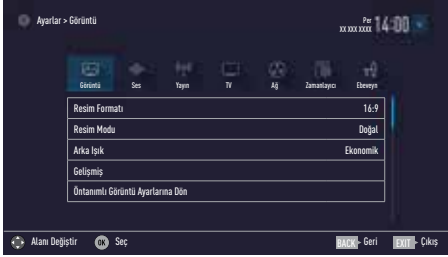 Ayarlar > Görüntü
Per
xx xxx xxxx 14:00
Görüntü Ses Yayın TV Ağ Zamanlayıcı Ebeveyn
Resim Formatı 16:9
Resim Modu Doğal
Arka Işık Ekonomik
Gelişmiş
Öntanımlı Görüntü Ayarlarına Dön
Alanı Değiştir OK Seç BACK Geri EXIT Çıkış